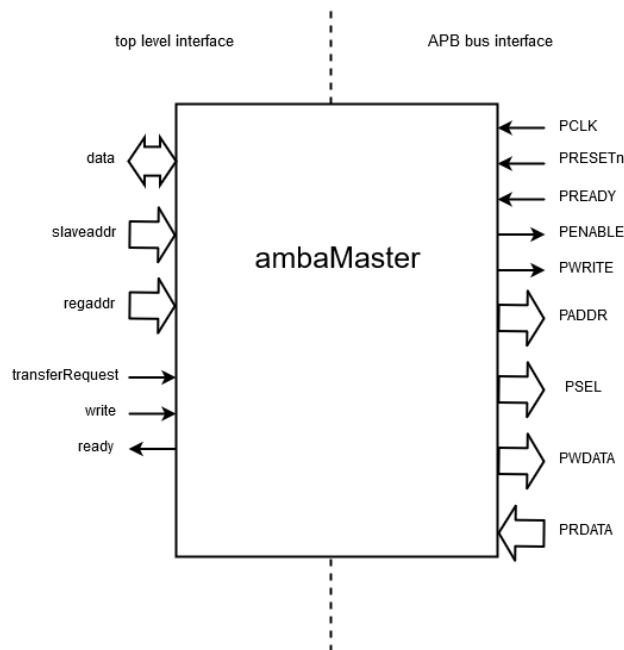 top level interface
APB bus interface
data
slaveaddr
regaddr
transferRequest
write
ready
ambaMaster
PCLK
PRESETn
PREADY
PENABLE
PWRITE
PADDR
PSEL
PWDATA
PRDATA